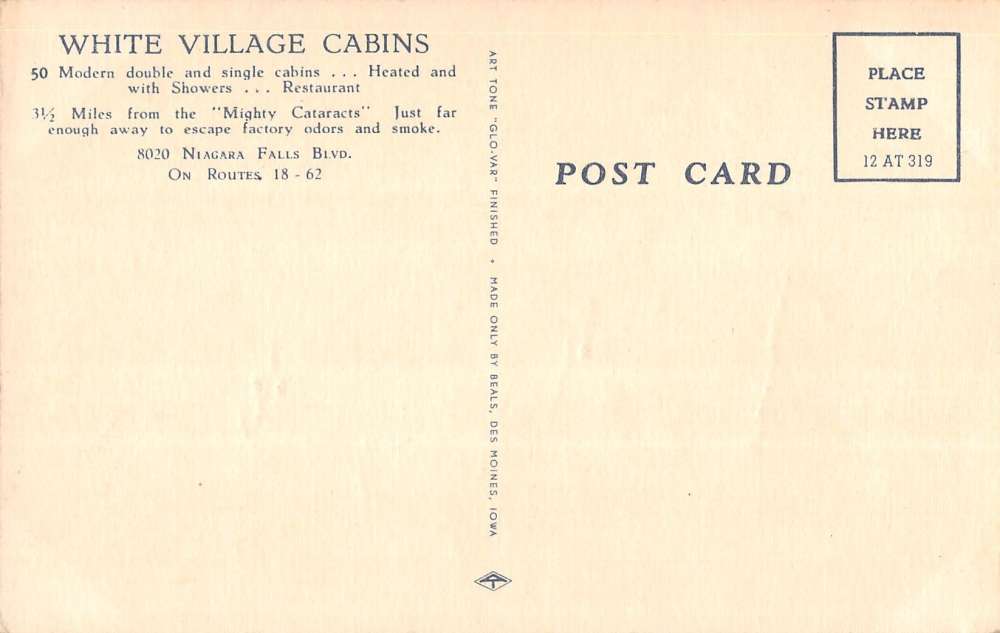 WHITE VILLAGE CABINS
50 Modern double and single cabins ... Heated and
with Showers ... Restaurant
3½ Miles from the "Mighty Cataracts" Just far
enough away to escape factory odors and smoke.
8020 NIAGARA FALLS BLVD.
ON ROUTES 18 - 62
ART TONE "GLO-VAR" FINISHED • MADE ONLY BY BEALS, DES MOINES, IOWA
POST CARD
PLACE
STAMP
HERE
12 AT 319